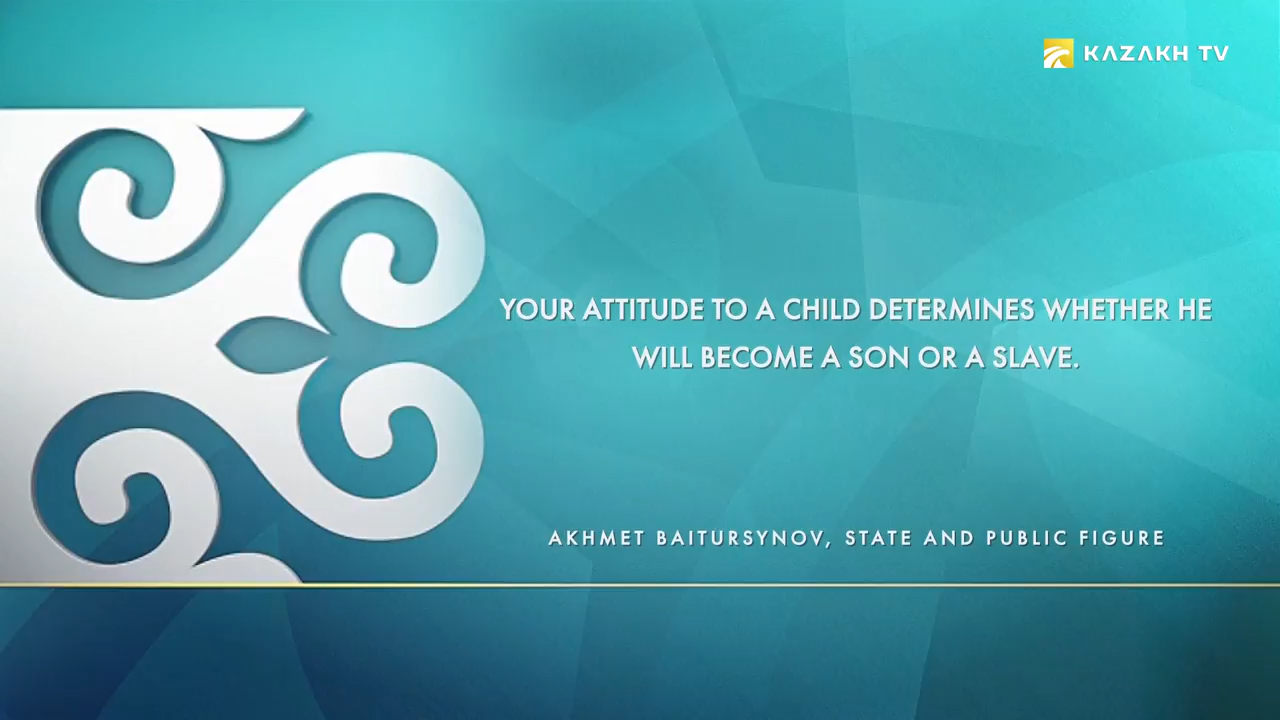 KAZAKH TV
YOUR ATTITUDE TO A CHILD DETERMINES WHETHER HE
WILL BECOME A SON OR A SLAVE.
AKHMET BAITURSYNOV, STATE AND PUBLIC FIGURE